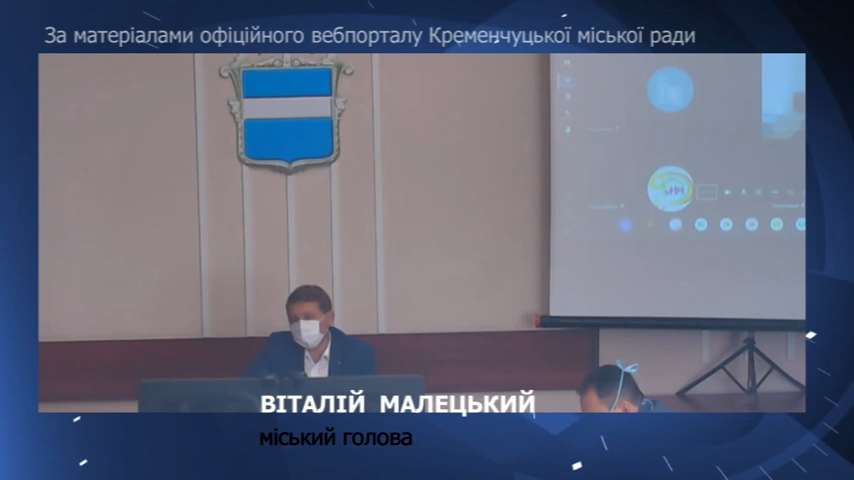 За матеріалами офіційного вебпорталу Кременчуцької міської ради
ВІТАЛІЙ МАЛЕЦЬКИЙ
міський голова